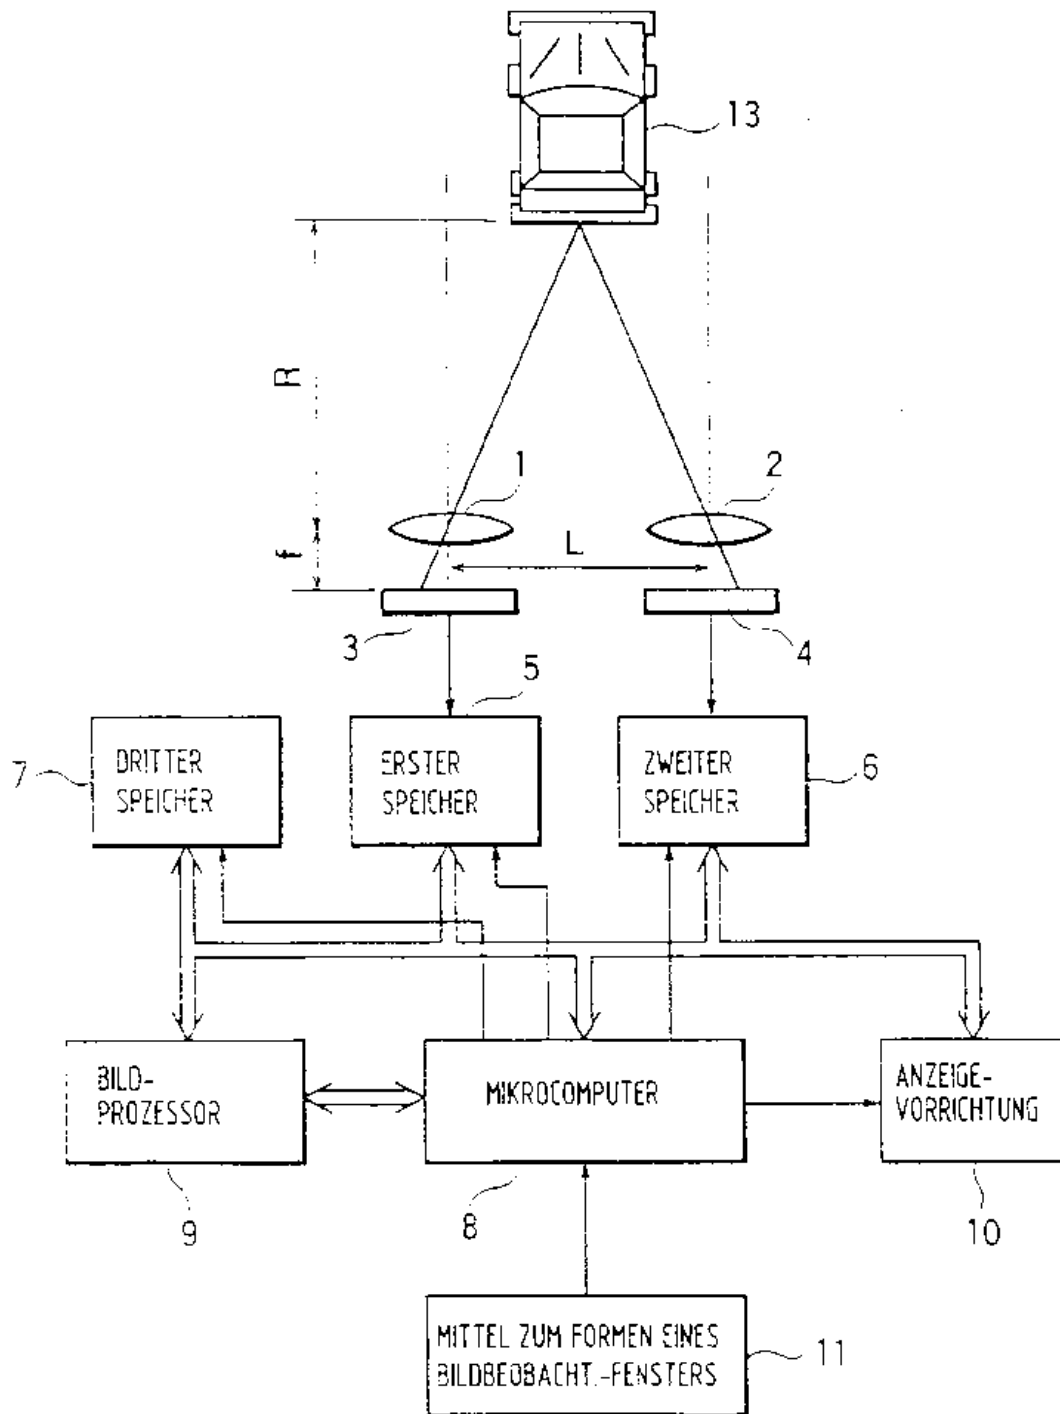 13
R
1
2
f
L
3
4
5
7
DRITTER
SPEICHER
ERSTER
SPEICHER
ZWEITER
SPEICHER
6
BILD-
PROZESSOR
MIKROCOMPUTER
ANZEIGE-
VORRICHTUNG
9
8
10
MITTEL ZUM FORMEN EINES
BILDBEOBACHT.-FENSTERS
11